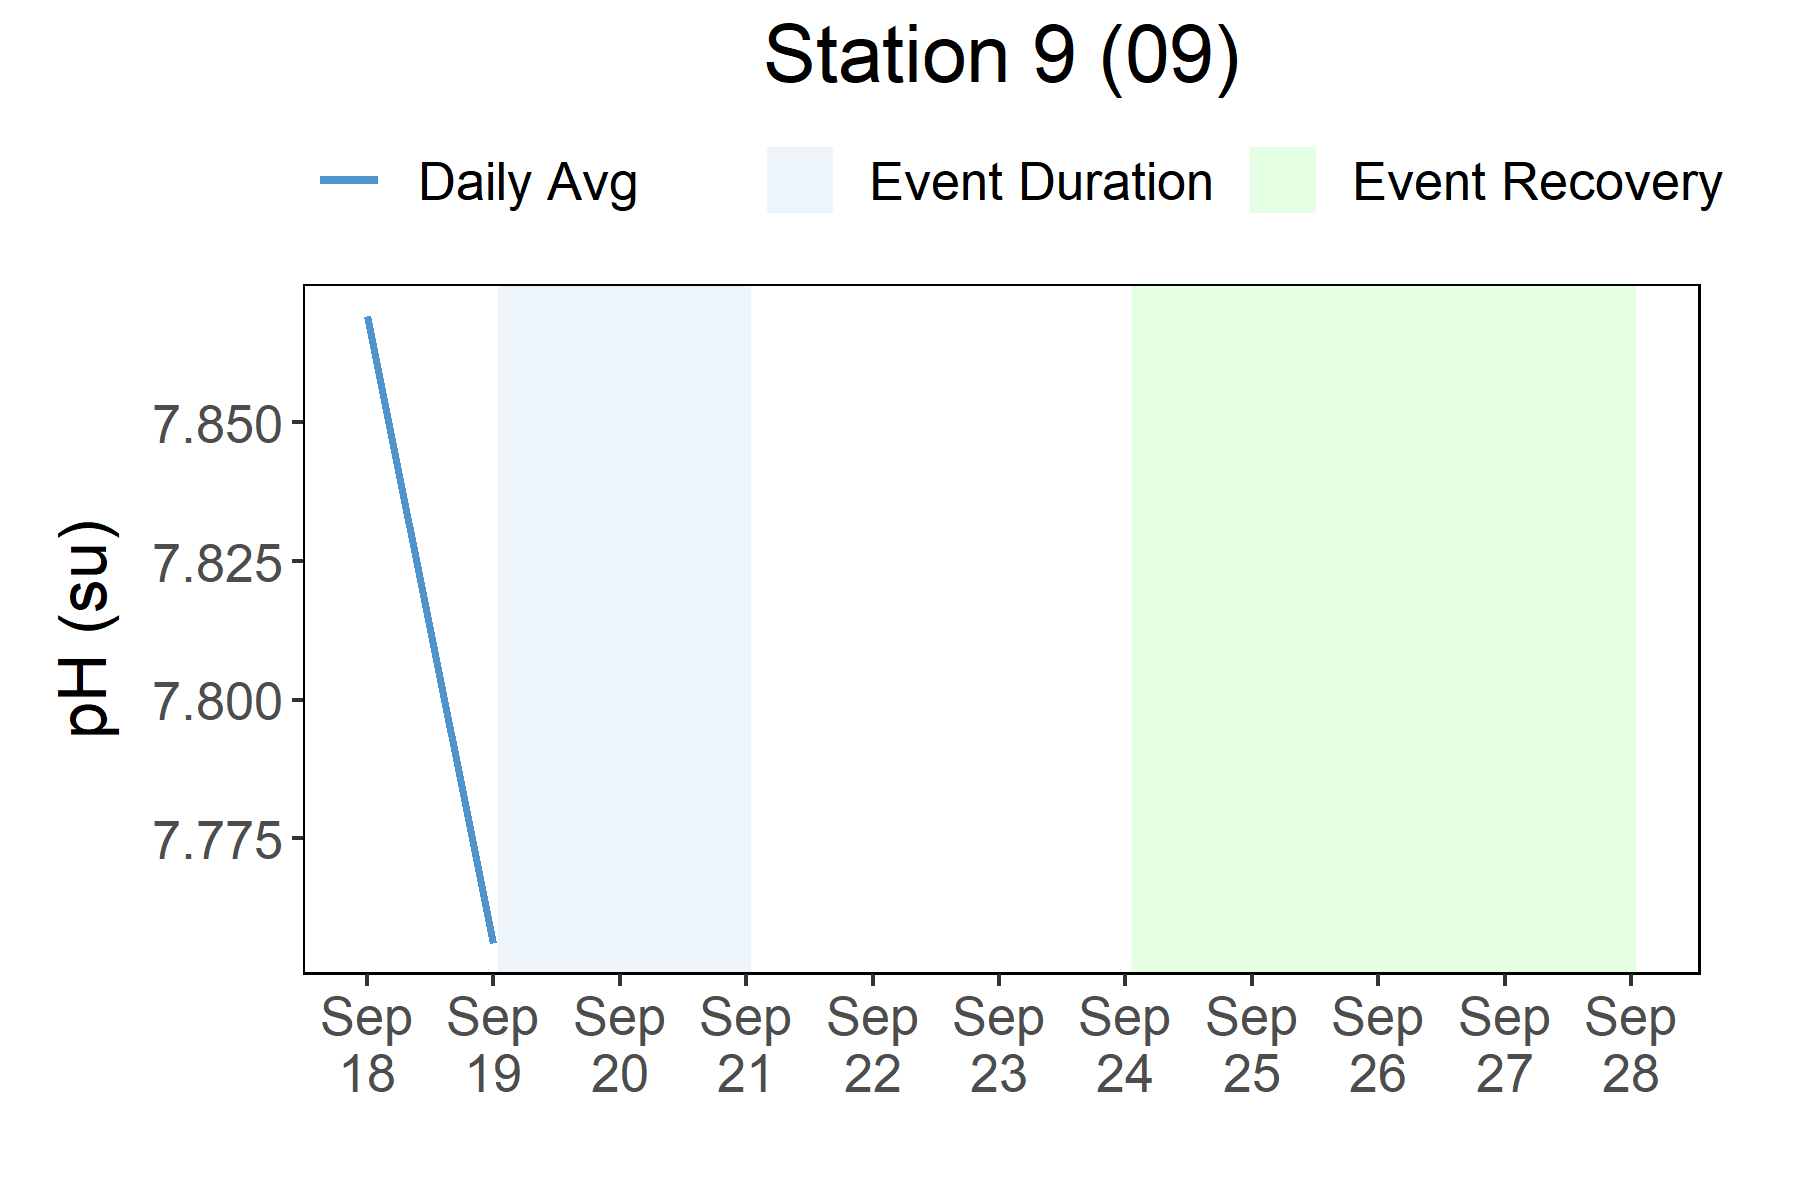 Station 9 (09)
Daily Avg Event Duration Event Recovery
pH (su)
7.850
7.825
7.800
7.775
Sep Sep Sep Sep Sep Sep Sep Sep Sep Sep Sep
18 19 20 21 22 23 24 25 26 27 28